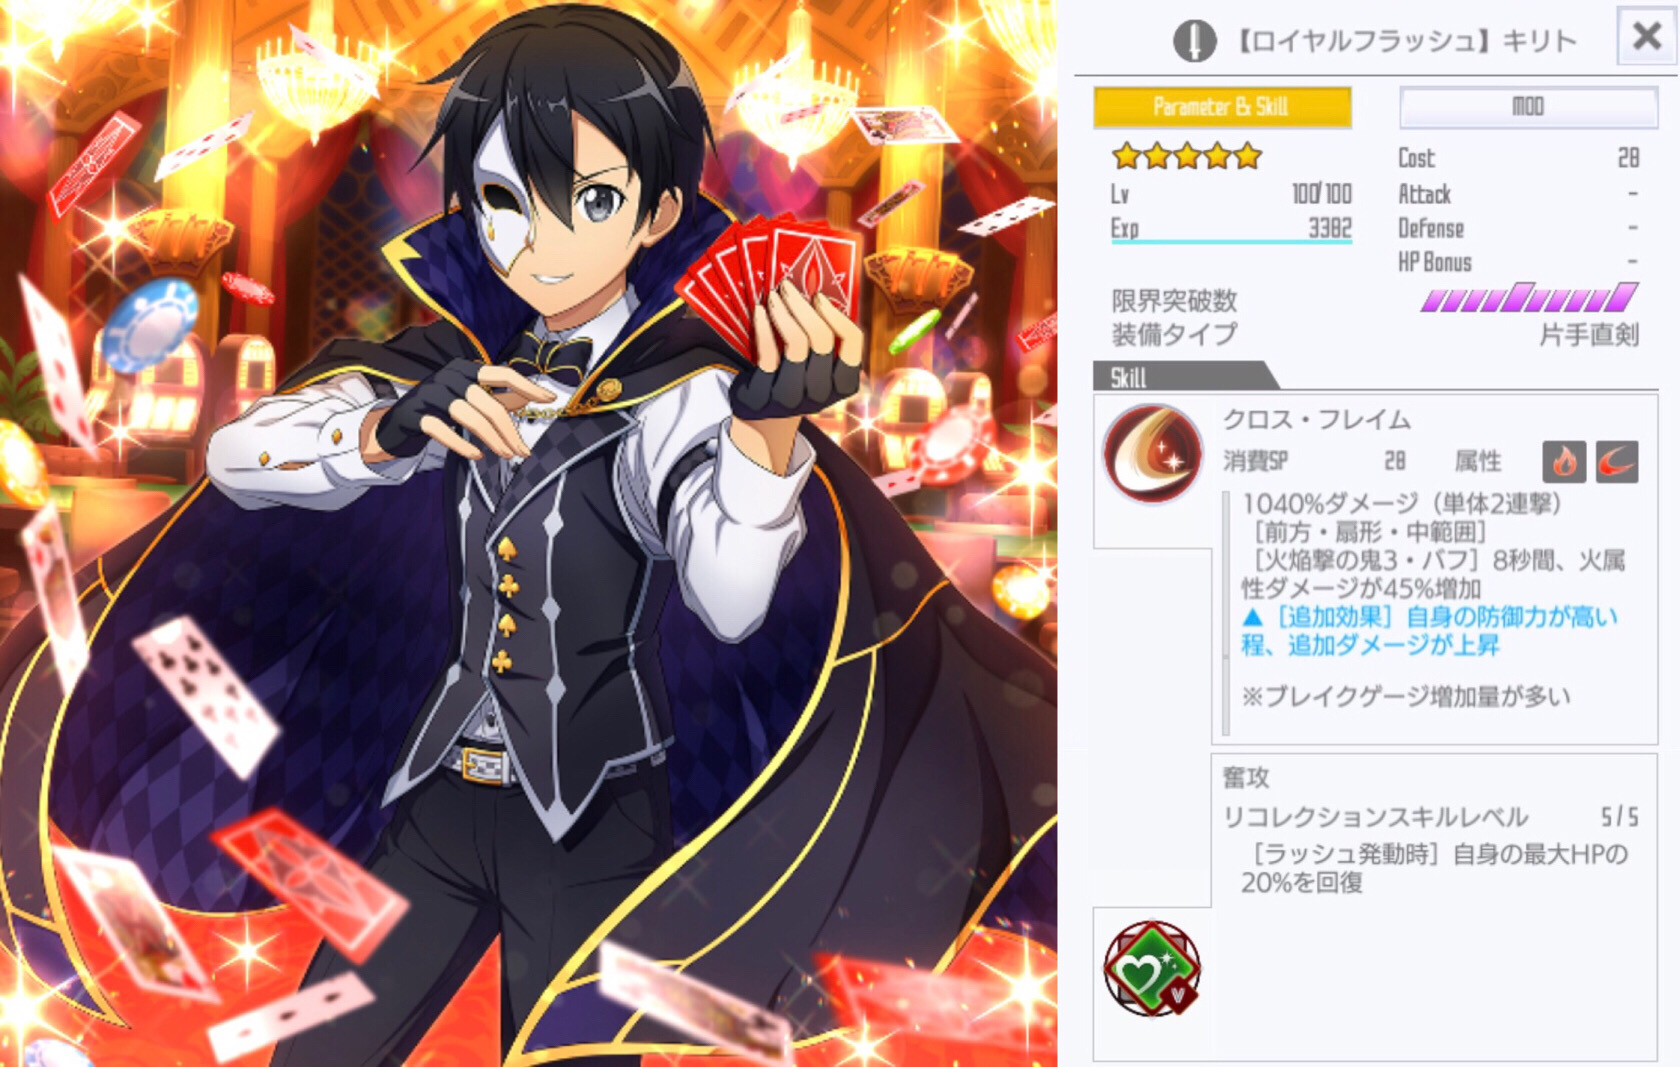 【ロイヤルフラッシュ】キリト
Parameter & Skill
MOD
Lv 100/100
Exp 3382
Cost 28
Attack -
Defense -
HP Bonus -
限界突破数
装備タイプ 片手直剣
Skill
クロス・フレイム
消費SP 28 属性
1040%ダメージ（単体2連撃）
［前方・扇形・中範囲］
［火焔撃の鬼3・バフ］8秒間、火属
性ダメージが45%増加
▲［追加効果］自身の防御力が高い
程、追加ダメージが上昇
※ブレイクゲージ増加量が多い
奮攻
リコレクションスキルレベル 5/5
［ラッシュ発動時］自身の最大HPの
20%を回復
V